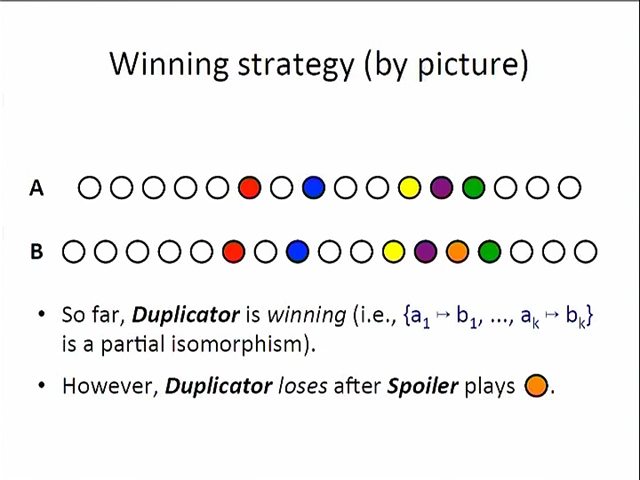 Winning strategy (by picture)
A
B
• So far, Duplicator is winning (i.e., {a₁ ↦ b₁, ..., aₖ ↦ bₖ}
is a partial isomorphism).
• However, Duplicator loses after Spoiler plays .